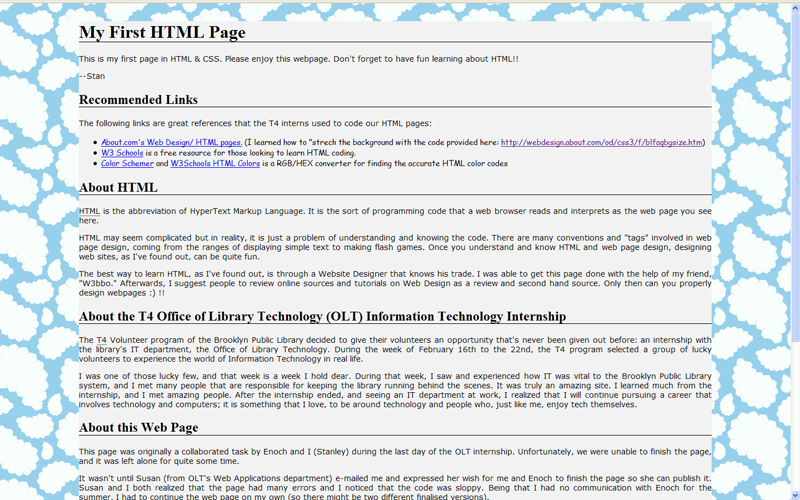 My First HTML Page
This is my first page in HTML & CSS. Please enjoy this webpage. Don't forget to have fun learning about HTML!!
--Stan
Recommended Links
The following links are great references that the T4 interns used to code our HTML pages:
About.com's Web Design/ HTML pages. (I learned how to "strech the background with the code provided here: http://webdesign.about.com/od/css3/f/blfaqbgsize.htm)
W3 Schools is a free resource for those looking to learn HTML coding.
Color Schemer and W3Schools HTML Colors is a RGB/HEX converter for finding the accurate HTML color codes
About HTML
HTML is the abbreviation of HyperText Markup Language. It is the sort of programming code that a web browser reads and interprets as the web page you see
here.
HTML may seem complicated but in reality, it is just a problem of understanding and knowing the code. There are many conventions and "tags" involved in web
page design, coming from the ranges of displaying simple text to making flash games. Once you understand and know HTML and web page design, designing
web sites, as I've found out, can be quite fun.
The best way to learn HTML, as I've found out, is through a Website Designer that knows his trade. I was able to get this page done with the help of my friend,
"W3bbo." Afterwards, I suggest people to review online sources and tutorials on Web Design as a review and second hand source. Only then can you properly
design webpages :) !!
About the T4 Office of Library Technology (OLT) Information Technology Internship
The T4 Volunteer program of the Brooklyn Public Library decided to give their volunteers an opportunity that's never been given out before: an internship with
the library's IT department, the Office of Library Technology. During the week of February 16th to the 22nd, the T4 program selected a group of lucky
volunteers to experience the world of Information Technology in real life.
I was one of those lucky few, and that week is a week I hold dear. During that week, I saw and experienced how IT was vital to the Brooklyn Public Library
system, and I met many people that are responsible for keeping the library running behind the scenes. It was truly an amazing site. I learned much from the
internship, and I met amazing people. After the internship ended, and seeing an IT department at work, I realized that I will continue pursuing a career that
involves technology and computers; it is something that I love, to be around technology and people who, just like me, enjoy tech themselves.
About this Web Page
This page was originally a collaborated task by Enoch and I (Stanley) during the last day of the OLT internship. Unfortunately, we were unable to finish the page,
and it was left alone for quite some time.
It wasn't until Susan (from OLT's Web Applications department) e-mailed me and expressed her wish for me and Enoch to finish the page so she can publish it.
Susan and I both realized that the page had many errors and I noticed that the code was sloppy. Being that I had no communication with Enoch for the
summer, I had to continue the web page on my own (so there might be two different finalised versions).